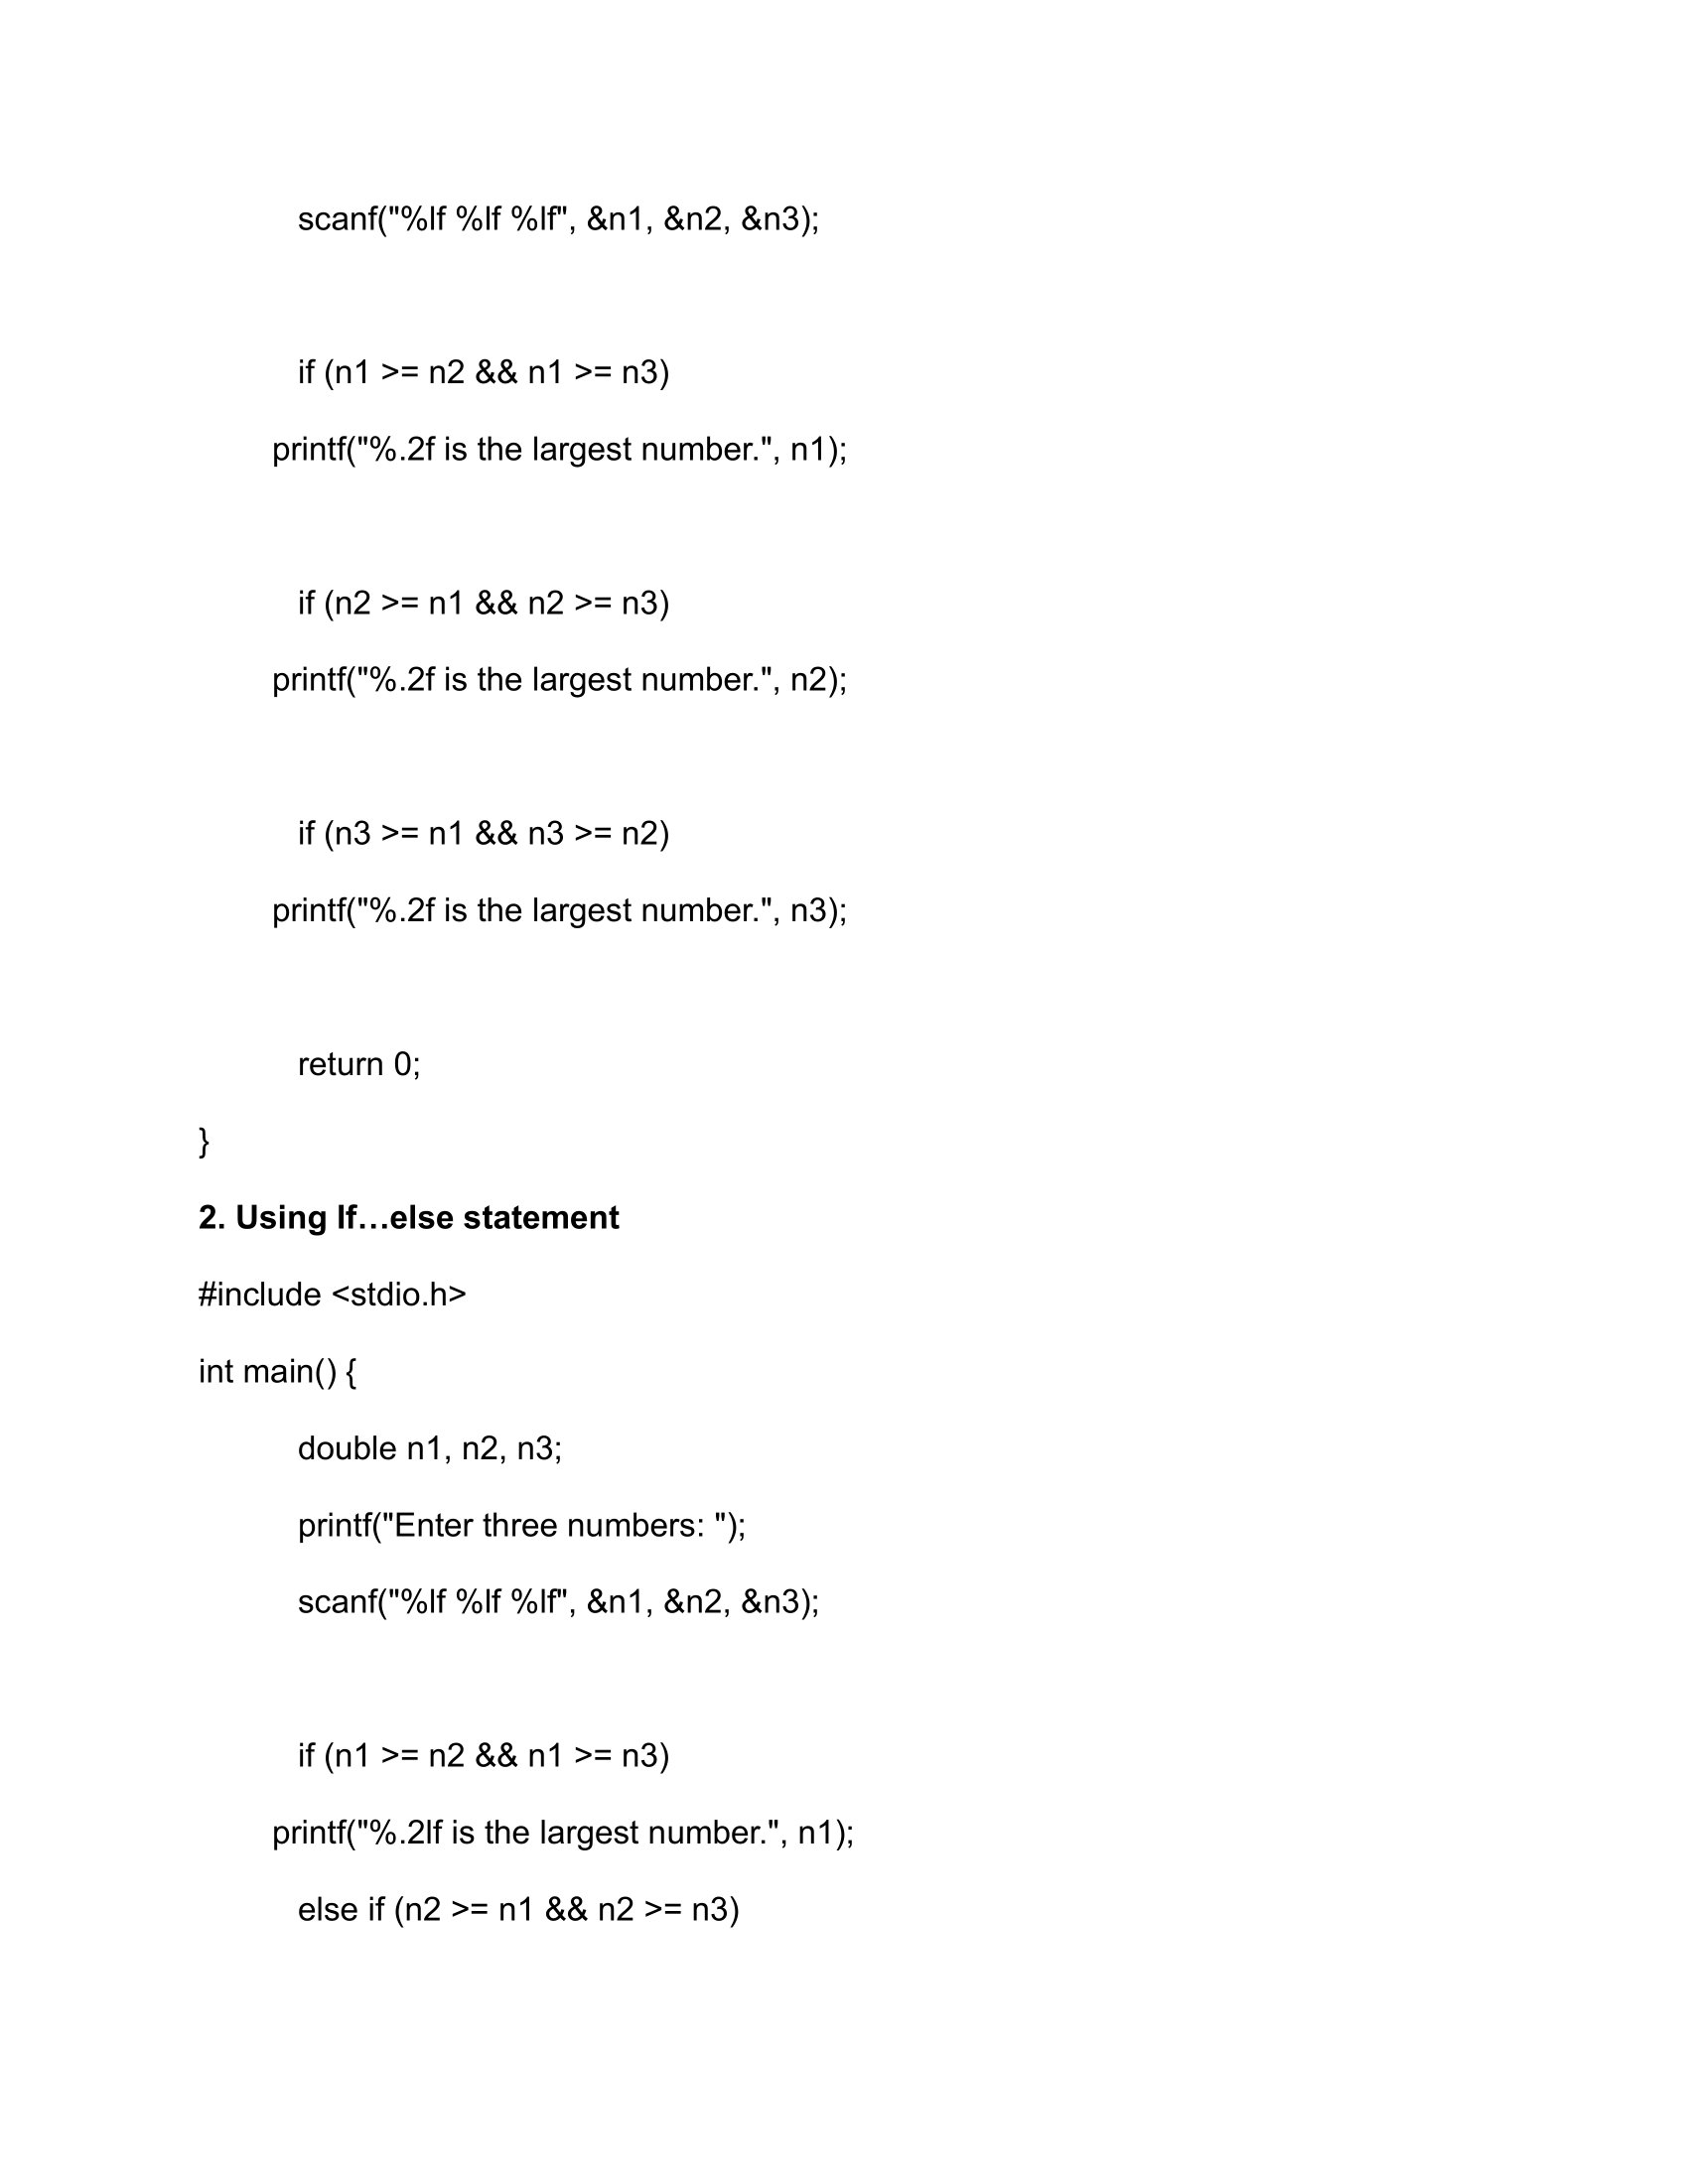 scanf("%lf %lf %lf", &n1, &n2, &n3);
if (n1 >= n2 && n1 >= n3)
printf("%.2f is the largest number.", n1);
if (n2 >= n1 && n2 >= n3)
printf("%.2f is the largest number.", n2);
if (n3 >= n1 && n3 >= n2)
printf("%.2f is the largest number.", n3);
return 0;
}
2. Using If…else statement
#include <stdio.h>
int main() {
double n1, n2, n3;
printf("Enter three numbers: ");
scanf("%lf %lf %lf", &n1, &n2, &n3);
if (n1 >= n2 && n1 >= n3)
printf("%.2lf is the largest number.", n1);
else if (n2 >= n1 && n2 >= n3)